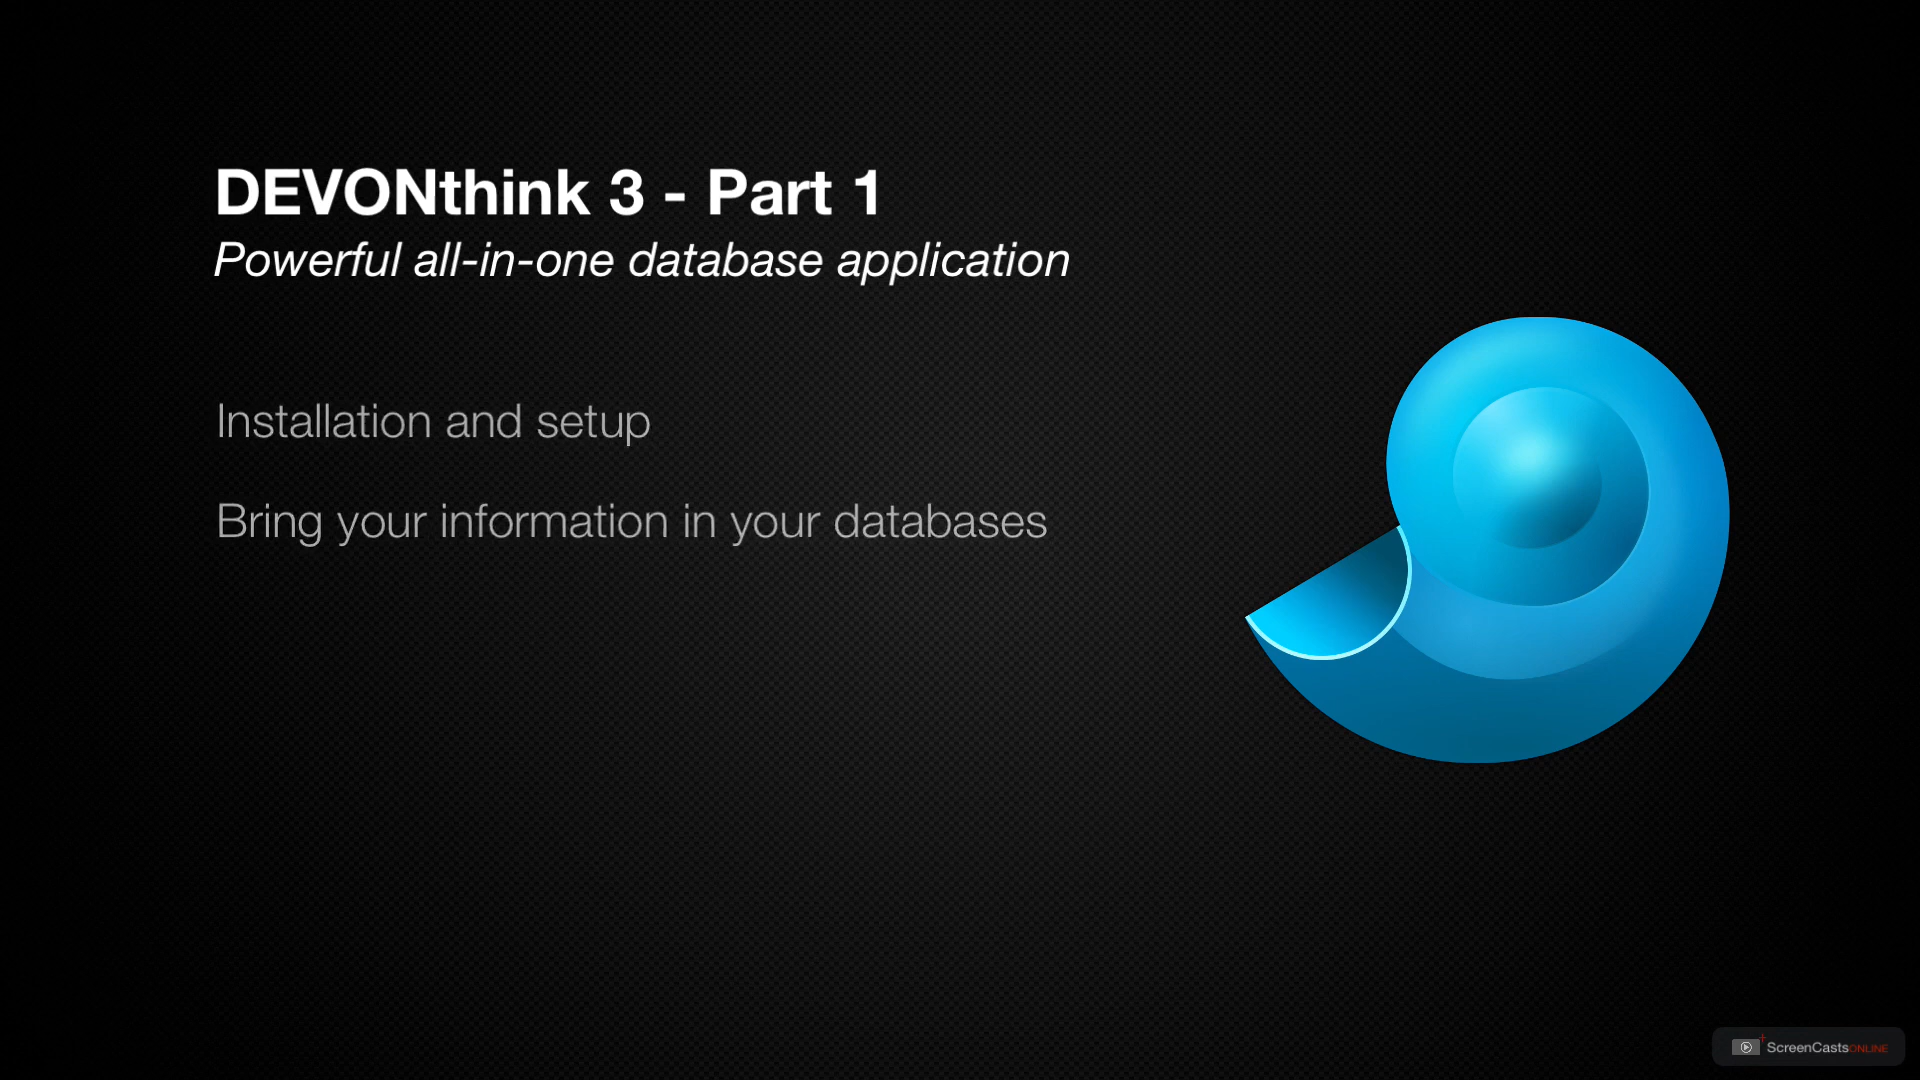 DEVONthink 3 - Part 1
Powerful all-in-one database application
Installation and setup
Bring your information in your databases
ScreenCastsONLINE